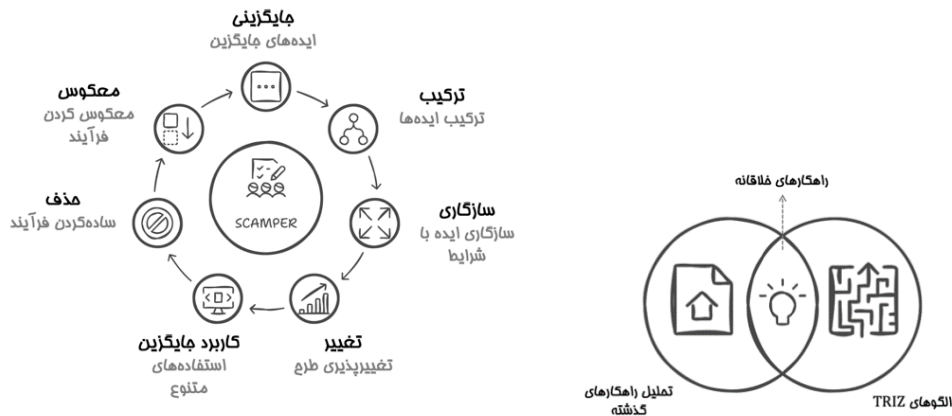 جایگزینی
ایده‌های جایگزین
ترکیب
ترکیب ایده‌ها
سازگاری
سازگاری ایده با
شرایط
تغییر
تغییرپذیری طرح
کاربرد جایگزین
استفاده‌های
متنوع
حذف
ساده‌کردن فرآیند
معکوس
معکوس کردن
فرآیند
SCAMPER
راهکارهای خلاقانه
تحلیل راهکارهای
گذشته
الگوهای TRIZ